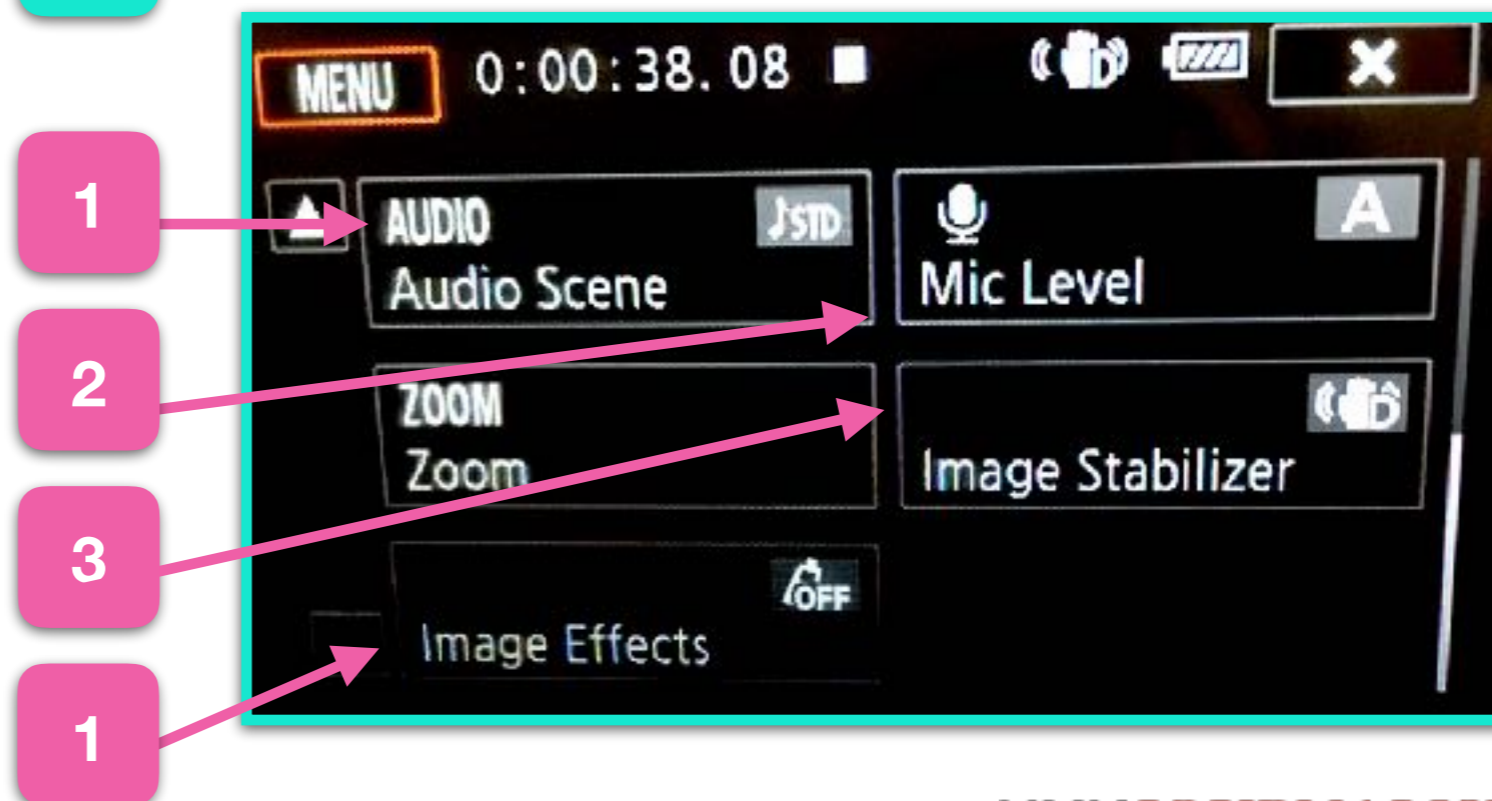 MENU 0:00:38.08
1
AUDIO STD
Audio Scene
A
Mic Level
2
ZOOM
Zoom
D
Image Stabilizer
3
OFF
Image Effects
1